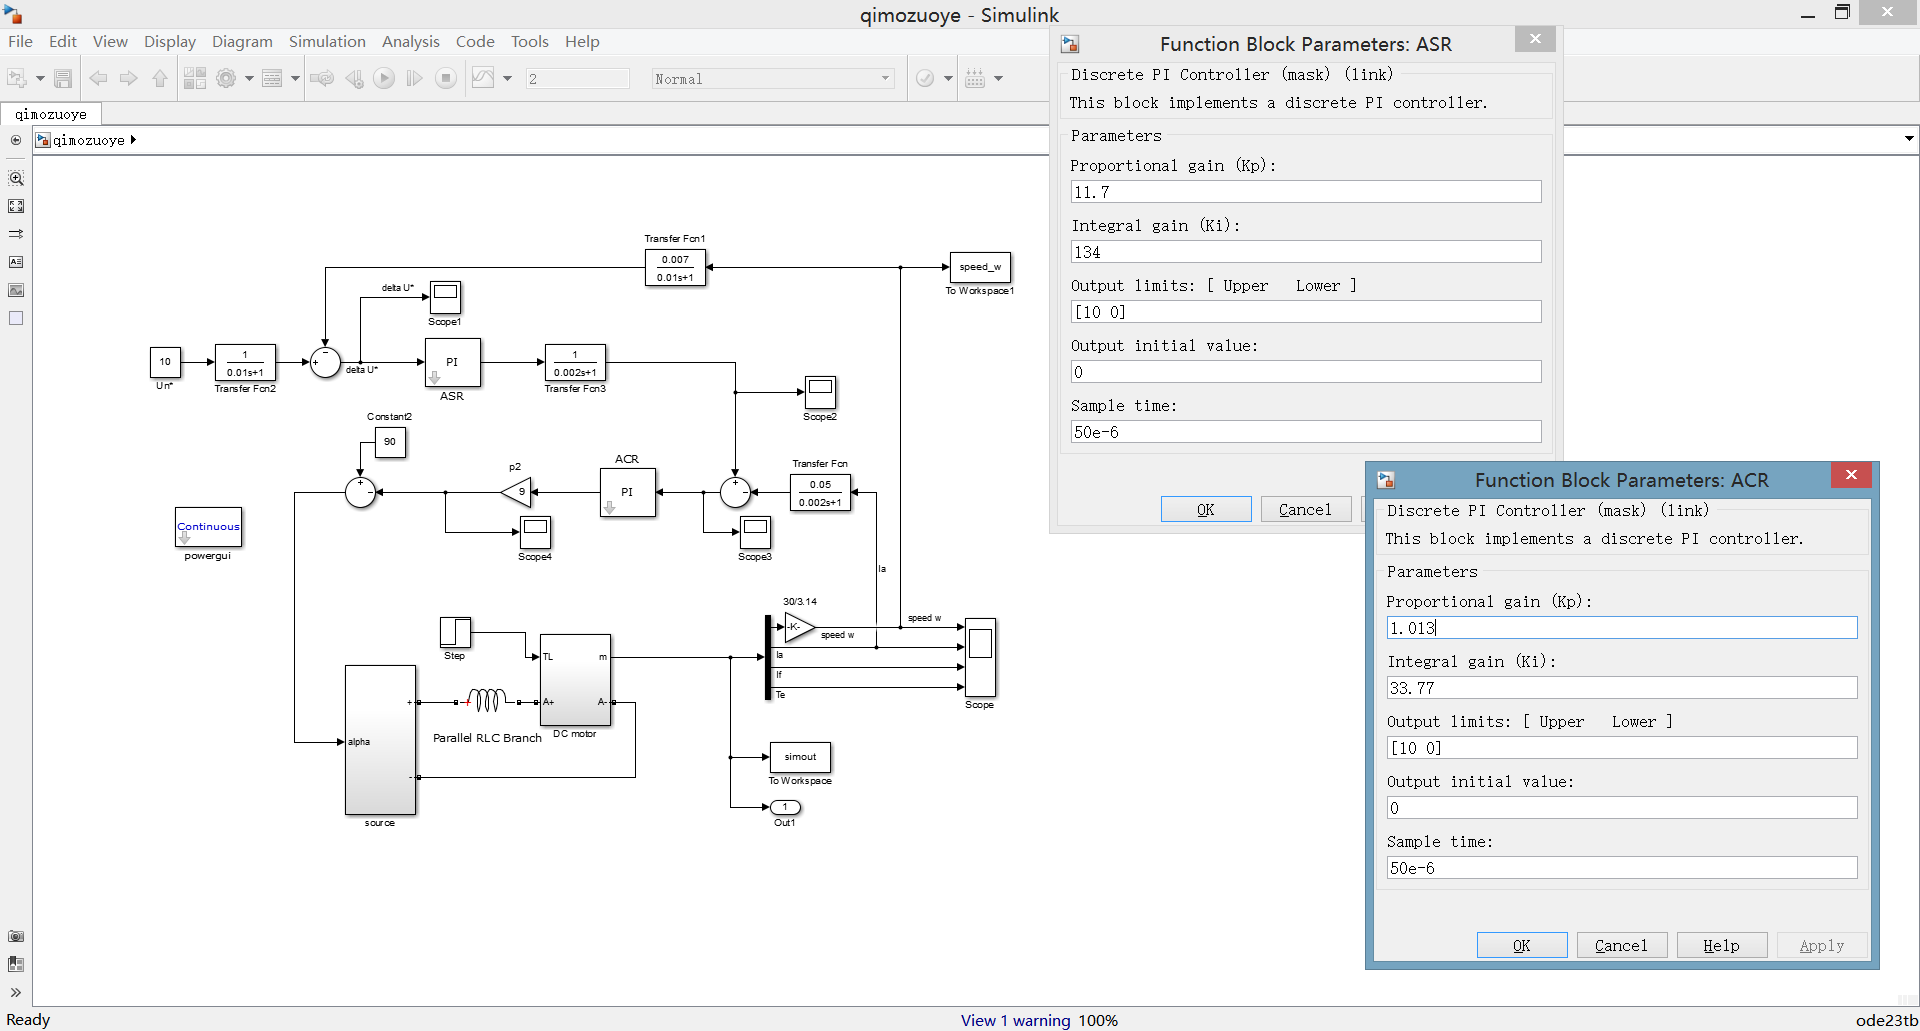 qimozuoye - Simulink
File Edit View Display Diagram Simulation Analysis Code Tools Help
2 Normal
qimozuoye
qimozuoye
Transfer Fcn1
0.007
0.01s+1
speed_w
To Workspace1
delta U*
Scope1
10
Un*
1
0.01s+1
Transfer Fcn2
+
−
delta U*
PI
ASR
1
0.002s+1
Transfer Fcn3
Scope2
Constant2
90
+
−
p2
9
Scope4
ACR
PI
+
−
Scope3
Transfer Fcn
0.05
0.002s+1
Ia
Continuous
powergui
Step
TL m
A+ A-
DC motor
Parallel RLC Branch
+
alpha
-
source
30/3.14
-K-
speed w
speed w
Ia
If
Te
Scope
simout
To Workspace
1
Out1
Function Block Parameters: ASR
Discrete PI Controller (mask) (link)
This block implements a discrete PI controller.
Parameters
Proportional gain (Kp):
11.7
Integral gain (Ki):
134
Output limits: [ Upper Lower ]
[10 0]
Output initial value:
0
Sample time:
50e-6
OK Cancel
Function Block Parameters: ACR
Discrete PI Controller (mask) (link)
This block implements a discrete PI controller.
Parameters
Proportional gain (Kp):
1.013
Integral gain (Ki):
33.77
Output limits: [ Upper Lower ]
[10 0]
Output initial value:
0
Sample time:
50e-6
OK Cancel Help Apply
Ready View 1 warning 100% ode23tb